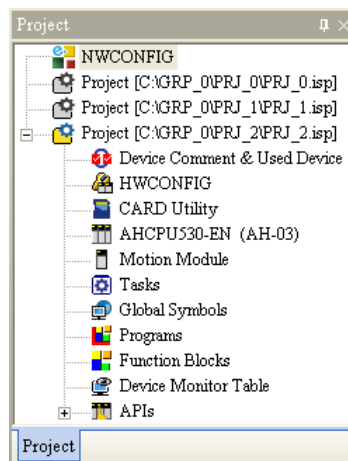 Project
NWCONFIG
Project [C:\GRP_0\PRJ_0\PRJ_0.isp]
Project [C:\GRP_0\PRJ_1\PRJ_1.isp]
Project [C:\GRP_0\PRJ_2\PRJ_2.isp]
Device Comment & Used Device
HWCONFIG
CARD Utility
AHCPU530-EN (AH-03)
Motion Module
Tasks
Global Symbols
Programs
Function Blocks
Device Monitor Table
APIs
Project